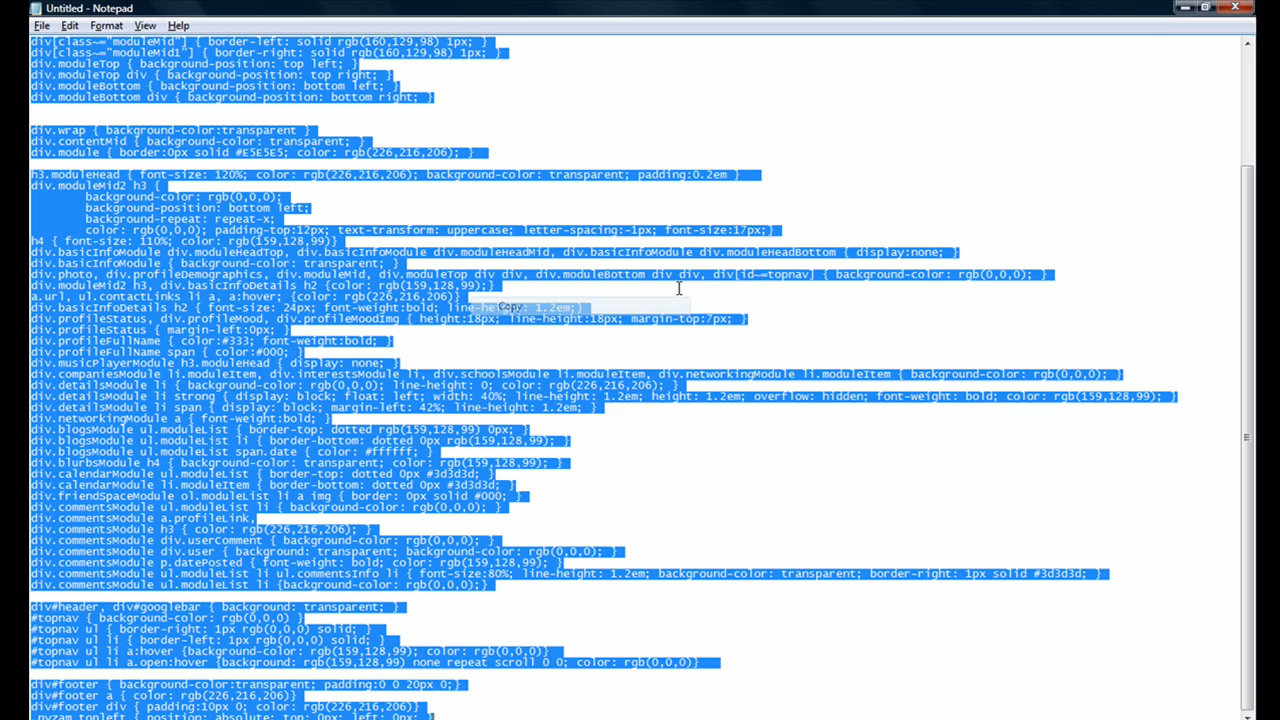 Untitled - Notepad
File Edit Format View Help
div[class~="moduleMid"] { border-left: solid rgb(160,129,98) 1px; }
div[class~="moduleMid1"] { border-right: solid rgb(160,129,98) 1px; }
div.moduleTop { background-position: top left; }
div.moduleTop div { background-position: top right; }
div.moduleBottom { background-position: bottom left; }
div.moduleBottom div { background-position: bottom right; }
div.wrap { background-color:transparent }
div.contentMid { background-color: transparent; }
div.module { border:0px solid #E5E5E5; color: rgb(226,216,206); }
h3.moduleHead { font-size: 120%; color: rgb(226,216,206); background-color: transparent; padding:0.2em }
div.moduleMid2 h3 {
background-color: rgb(0,0,0);
background-position: bottom left;
background-repeat: repeat-x;
color: rgb(0,0,0); padding-top:12px; text-transform: uppercase; letter-spacing:-1px; font-size:17px;}
h4 { font-size: 110%; color: rgb(159,128,99)}
div.basicInfoModule div.moduleHeadTop, div.basicInfoModule div.moduleHeadMid, div.basicInfoModule div.moduleHeadBottom { display:none; }
div.basicInfoModule { background-color: transparent; }
div.photo, div.profileDemographics, div.moduleMid, div.moduleTop div div, div.moduleBottom div div, div[id~=topnav] { background-color: rgb(0,0,0); }
div.moduleMid2 h3, div.basicInfoDetails h2 {color: rgb(159,128,99);}
a.url, ul.contactLinks li a, a:hover; {color: rgb(226,216,206)}
div.basicInfoDetails h2 { font-size: 24px; font-weight:bold; line-height: 1.2em;}
Copy
div.profileStatus, div.profileMood, div.profileMoodImg { height:18px; line-height:18px; margin-top:7px; }
div.profileStatus { margin-left:0px; }
div.profileFullName { color:#333; font-weight:bold; }
div.profileFullName span { color:#000; }
div.musicPlayerModule h3.moduleHead { display: none; }
div.companiesModule li.moduleItem, div.interestsModule li, div.schoolsModule li.moduleItem, div.networkingModule li.moduleItem { background-color: rgb(0,0,0); }
div.detailsModule li { background-color: rgb(0,0,0); line-height: 0; color: rgb(226,216,206); }
div.detailsModule li strong { display: block; float: left; width: 40%; line-height: 1.2em; height: 1.2em; overflow: hidden; font-weight: bold; color: rgb(159,128,99); }
div.detailsModule li span { display: block; margin-left: 42%; line-height: 1.2em; }
div.networkingModule a { font-weight:bold; }
div.blogsModule ul.moduleList { border-top: dotted rgb(159,128,99) 0px; }
div.blogsModule ul.moduleList li { border-bottom: dotted 0px rgb(159,128,99); }
div.blogsModule ul.moduleList span.date { color: #ffffff; }
div.blurbsModule h4 { background-color: transparent; color: rgb(159,128,99); }
div.calendarModule ul.moduleList { border-top: dotted 0px #3d3d3d; }
div.calendarModule li.moduleItem { border-bottom: dotted 0px #3d3d3d; }
div.friendSpaceModule ol.moduleList li a img { border: 0px solid #000; }
div.commentsModule ul.moduleList li { background-color: rgb(0,0,0); }
div.commentsModule a.profileLink,
div.commentsModule h3 { color: rgb(226,216,206); }
div.commentsModule div.userComment { background-color: rgb(0,0,0); }
div.commentsModule div.user { background: transparent; background-color: rgb(0,0,0); }
div.commentsModule p.datePosted { font-weight: bold; color: rgb(159,128,99); }
div.commentsModule ul.moduleList li ul.commentsInfo li { font-size:80%; line-height: 1.2em; background-color: transparent; border-right: 1px solid #3d3d3d; }
div.commentsModule ul.moduleList li {background-color: rgb(0,0,0);}
div#header, div#googlebar { background: transparent; }
#topnav { background-color: rgb(0,0,0) }
#topnav ul { border-right: 1px rgb(0,0,0) solid; }
#topnav ul li { border-left: 1px rgb(0,0,0) solid; }
#topnav ul li a:hover {background-color: rgb(159,128,99); color: rgb(0,0,0)}
#topnav ul li a.open:hover {background: rgb(159,128,99) none repeat scroll 0 0; color: rgb(0,0,0)}
div#footer { background-color:transparent; padding:0 0 20px 0;}
div#footer a { color: rgb(226,216,206)}
div#footer div { padding:10px 0; color: rgb(226,216,206)}
.pyzam_topleft { position: absolute; top: 0px; left: 0px; }